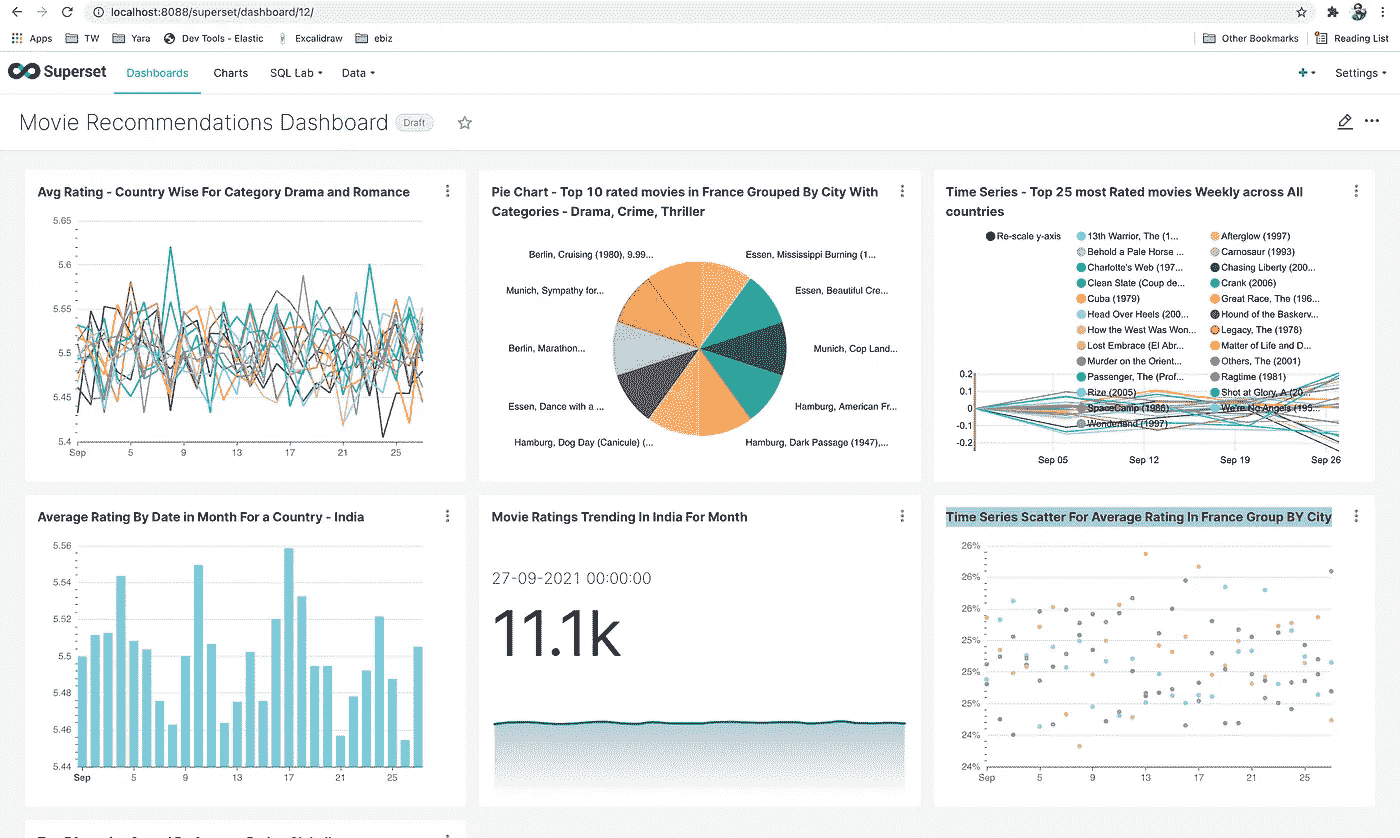 localhost:8088/superset/dashboard/12/
Apps TW Yara Dev Tools - Elastic Excalidraw ebiz Other Bookmarks Reading List
Superset Dashboards Charts SQL Lab Data Settings
Movie Recommendations Dashboard Draft
Avg Rating - Country Wise For Category Drama and Romance
5.65
5.6
5.55
5.5
5.45
5.4
Sep 5 9 13 17 21 25
Pie Chart - Top 10 rated movies in France Grouped By City With
Categories - Drama, Crime, Thriller
Berlin, Cruising (1980), 9.99... Essen, Mississippi Burning (1...
Munich, Sympathy for... Essen, Beautiful Cre...
Berlin, Marathon... Munich, Cop Land...
Essen, Dance with a ... Hamburg, American Fr...
Hamburg, Dog Day (Canicule) (... Hamburg, Dark Passage (1947),...
Time Series - Top 25 most Rated movies Weekly across All
countries
Re-scale y-axis 13th Warrior, The (1... Afterglow (1997)
Behold a Pale Horse ... Carnosaur (1993)
Charlotte's Web (197... Chasing Liberty (200...
Clean Slate (Coup de... Crank (2006)
Cuba (1979) Great Race, The (196...
Head Over Heels (200... Hound of the Baskerv...
How the West Was Won... Legacy, The (1978)
Lost Embrace (El Abr... Matter of Life and D...
Murder on the Orient... Others, The (2001)
Passenger, The (Prof... Ragtime (1981)
Rize (2005) Shot at Glory, A (20...
SpaceCamp (1986) We're No Angels (195...
Wonderland (1997)
0.2
0.1
0
-0.1
-0.2
Sep 05 Sep 12 Sep 19 Sep 26
Average Rating By Date in Month For a Country - India
5.56
5.54
5.52
5.5
5.48
5.46
5.44
Sep 5 9 13 17 21 25
Movie Ratings Trending In India For Month
27-09-2021 00:00:00
11.1k
Time Series Scatter For Average Rating In France Group BY City
26%
26%
26%
25%
25%
25%
24%
24%
Sep 5 9 13 17 21 25